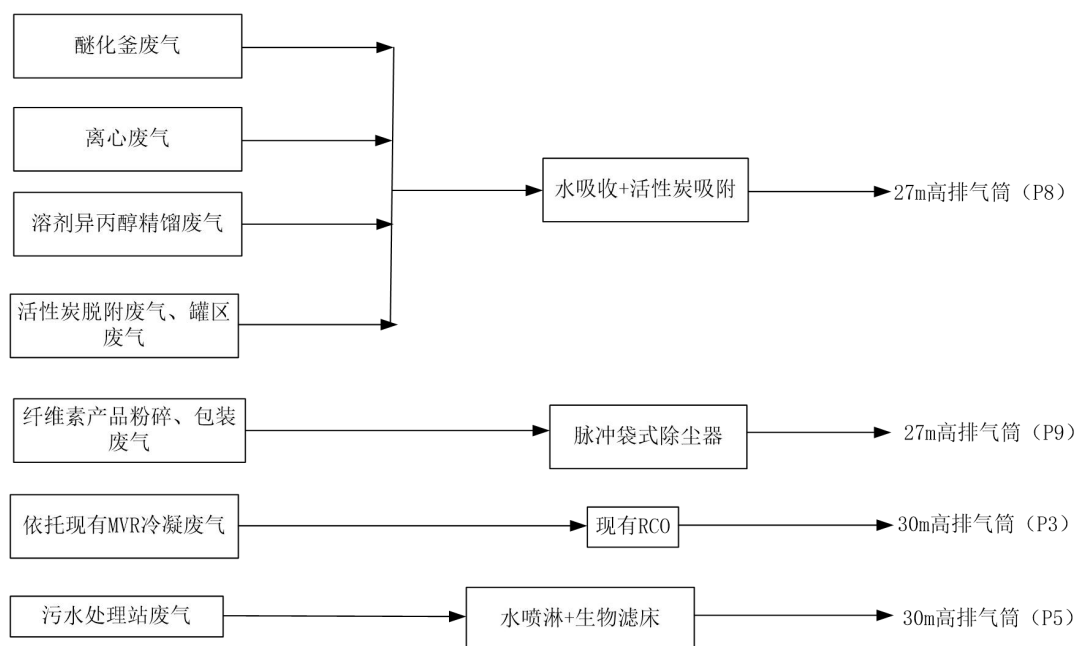 醚化釜废气
离心废气
水吸收+活性炭吸附
27m高排气筒（P8）
溶剂异丙醇精馏废气
活性炭脱附废气、罐区
废气
纤维素产品粉碎、包装
废气
脉冲袋式除尘器
27m高排气筒（P9）
依托现有MVR冷凝废气
现有RCO
30m高排气筒（P3）
污水处理站废气
水喷淋+生物滤床
30m高排气筒（P5）